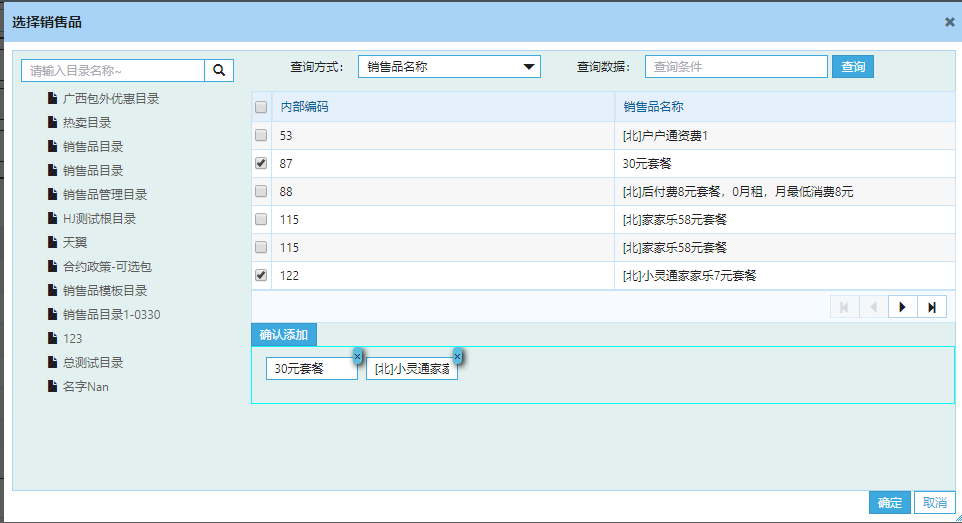 选择销售品
请输入目录名称~
广西包外优惠目录
热卖目录
销售品目录
销售品目录
销售品管理目录
HJ测试根目录
天翼
合约政策-可选包
销售品模板目录
销售品目录1-0330
123
总测试目录
名字Nan
查询方式： 销售品名称 查询数据： 查询条件 查询
内部编码 销售品名称
53 [北]户户通资费1
87 30元套餐
88 [北]后付费8元套餐，0月租，月最低消费8元
115 [北]家家乐58元套餐
115 [北]家家乐58元套餐
122 [北]小灵通家家乐7元套餐
确认添加
30元套餐 [北]小灵通家
确定 取消